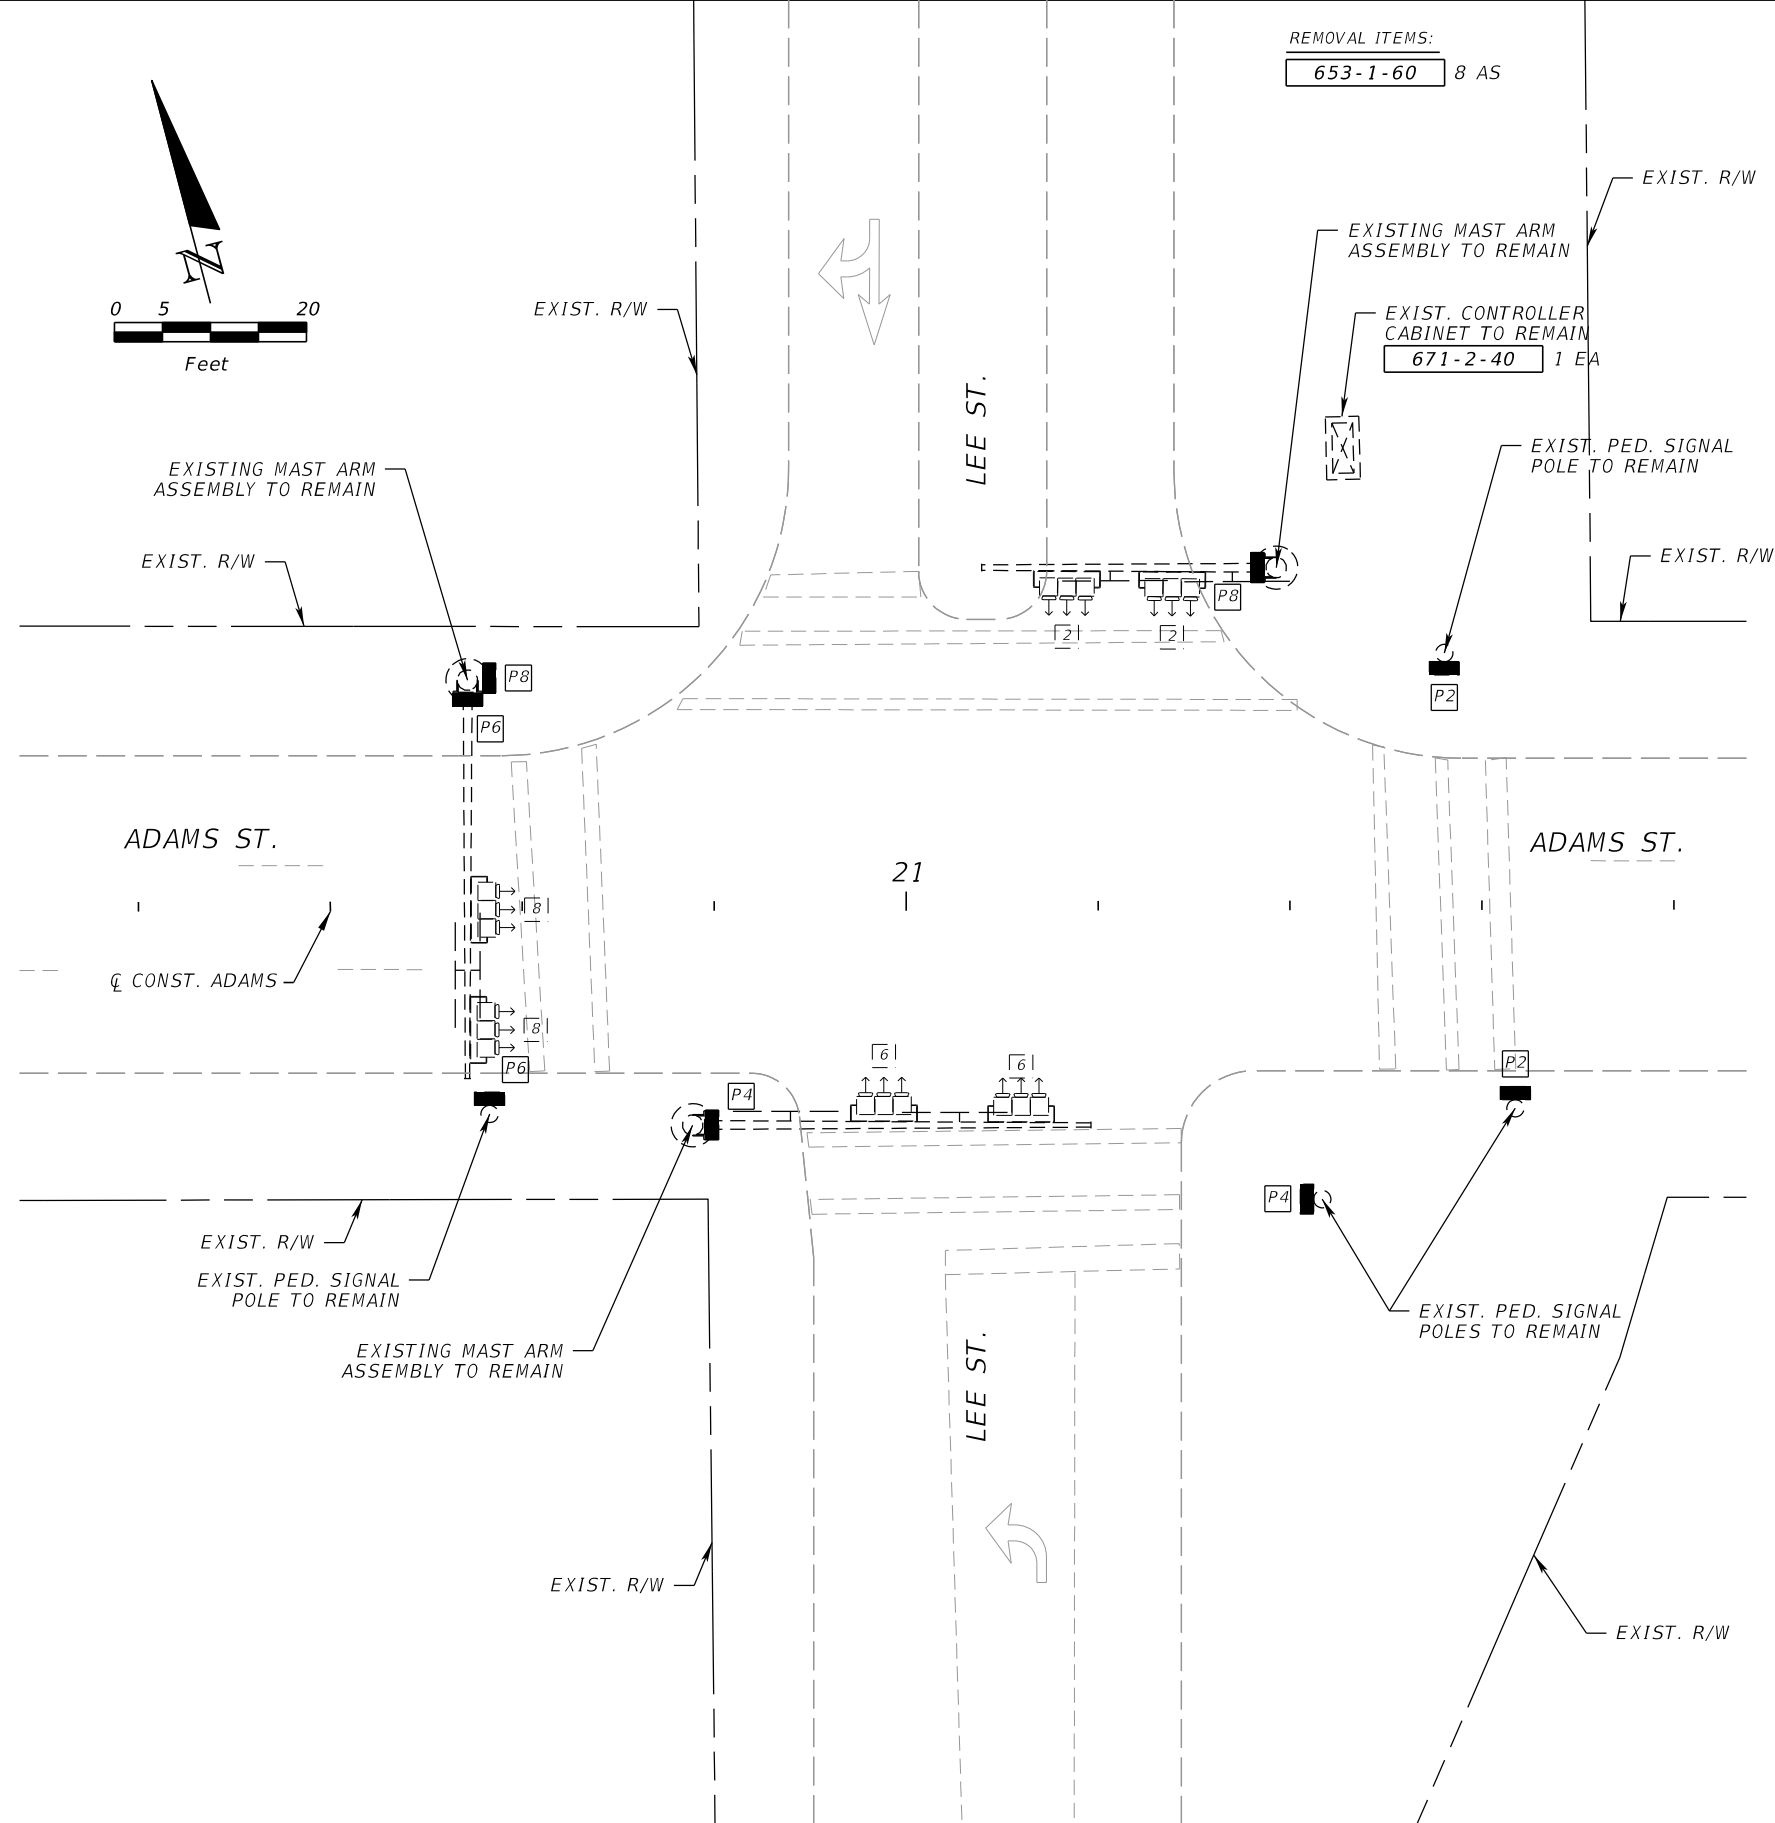 REMOVAL ITEMS:
653-1-60 8 AS
EXIST. R/W
EXISTING MAST ARM
ASSEMBLY TO REMAIN
N
0 5 20
Feet
EXIST. R/W
EXIST. CONTROLLER
CABINET TO REMAIN
671-2-40 1 EA
LEE ST.
EXIST. PED. SIGNAL
POLE TO REMAIN
EXISTING MAST ARM
ASSEMBLY TO REMAIN
EXIST. R/W
EXIST. R/W
P8
2
2
P8
P6
P2
ADAMS ST.
ADAMS ST.
21
8
℄ CONST. ADAMS
8
P6
6
6
P2
P4
P4
EXIST. R/W
EXIST. PED. SIGNAL
POLE TO REMAIN
EXIST. PED. SIGNAL
POLES TO REMAIN
EXISTING MAST ARM
ASSEMBLY TO REMAIN
LEE ST.
EXIST. R/W
EXIST. R/W